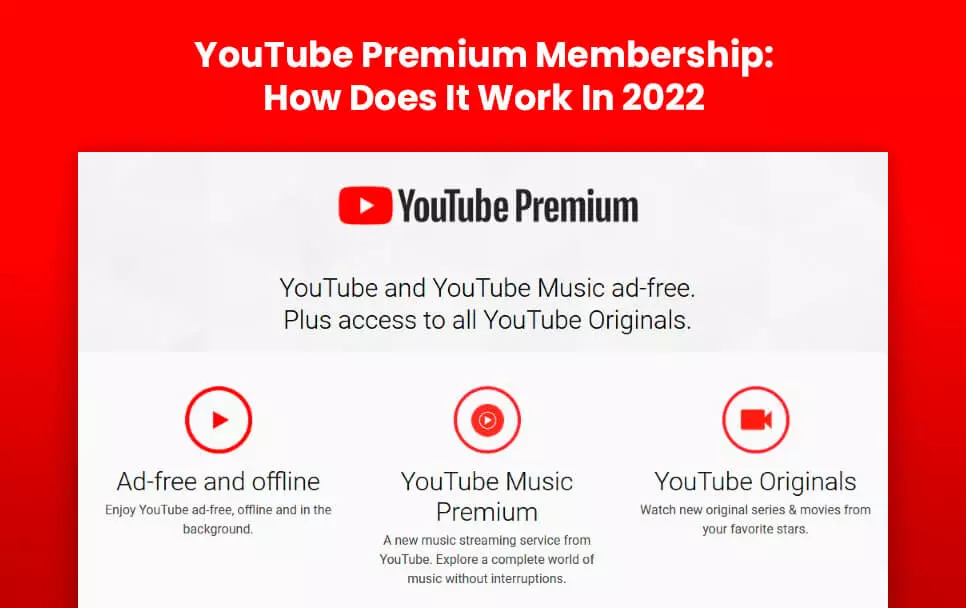 YouTube Premium Membership:
How Does It Work In 2022
YouTube Premium
YouTube and YouTube Music ad-free.
Plus access to all YouTube Originals.
Ad-free and offline
Enjoy YouTube ad-free, offline and in the
background.
YouTube Music
Premium
A new music streaming service from
YouTube. Explore a complete world of
music without interruptions.
YouTube Originals
Watch new original series & movies from
your favorite stars.